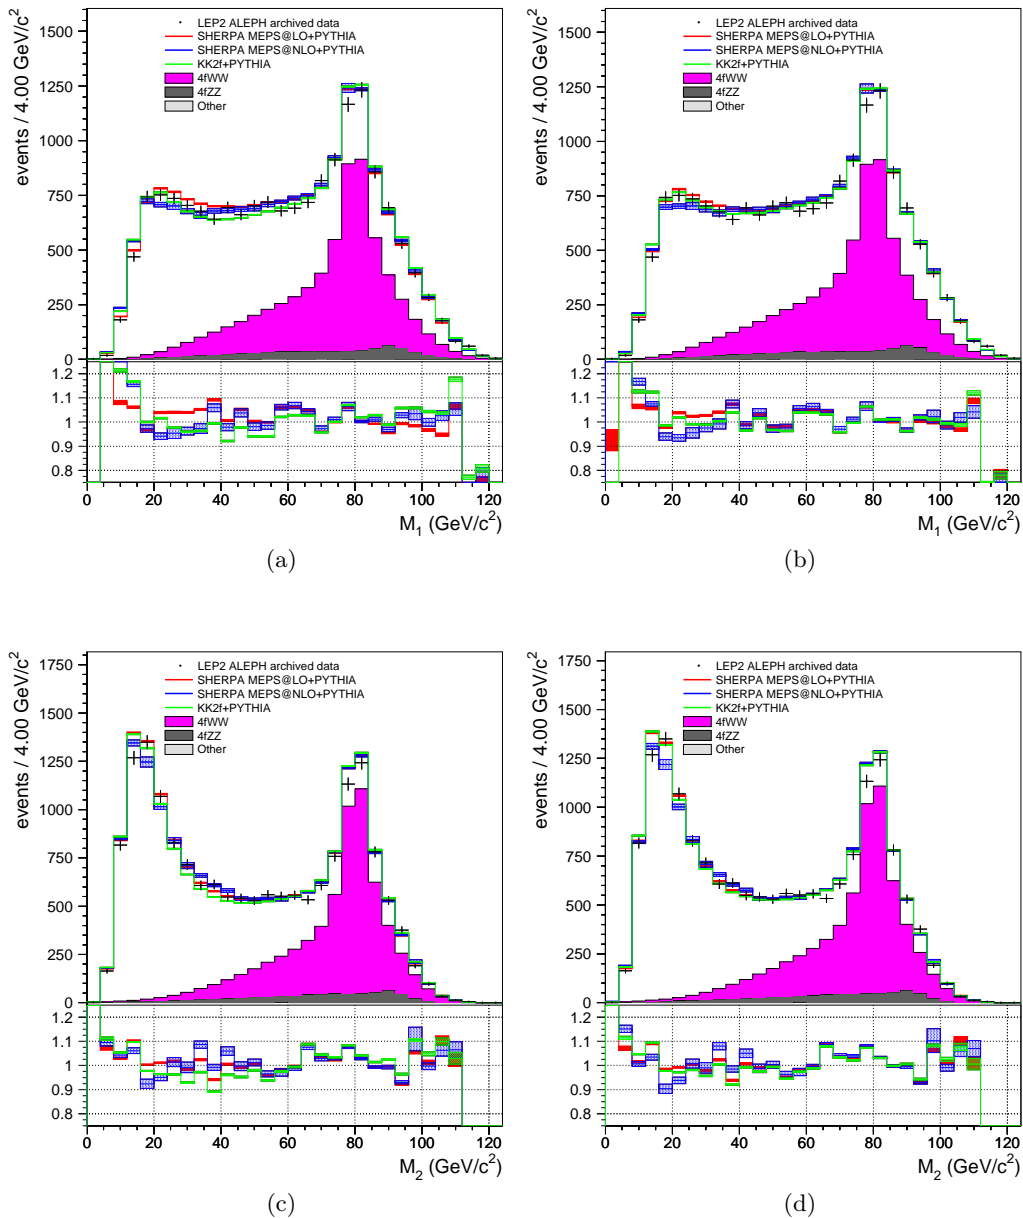 events / 4.00 GeV/c²
1500
1250
1000
750
500
250
0
LEP2 ALEPH archived data
SHERPA MEPS@LO+PYTHIA
SHERPA MEPS@NLO+PYTHIA
KK2f+PYTHIA
4fWW
4fZZ
Other
1.2
1.1
1
0.9
0.8
0 20 40 60 80 100 120
M₁ (GeV/c²)
(a)
events / 4.00 GeV/c²
1500
1250
1000
750
500
250
0
LEP2 ALEPH archived data
SHERPA MEPS@LO+PYTHIA
SHERPA MEPS@NLO+PYTHIA
KK2f+PYTHIA
4fWW
4fZZ
Other
1.2
1.1
1
0.9
0.8
0 20 40 60 80 100 120
M₁ (GeV/c²)
(b)
events / 4.00 GeV/c²
1750
1500
1250
1000
750
500
250
0
LEP2 ALEPH archived data
SHERPA MEPS@LO+PYTHIA
SHERPA MEPS@NLO+PYTHIA
KK2f+PYTHIA
4fWW
4fZZ
Other
1.2
1.1
1
0.9
0.8
0 20 40 60 80 100 120
M₂ (GeV/c²)
(c)
events / 4.00 GeV/c²
1750
1500
1250
1000
750
500
250
0
LEP2 ALEPH archived data
SHERPA MEPS@LO+PYTHIA
SHERPA MEPS@NLO+PYTHIA
KK2f+PYTHIA
4fWW
4fZZ
Other
1.2
1.1
1
0.9
0.8
0 20 40 60 80 100 120
M₂ (GeV/c²)
(d)